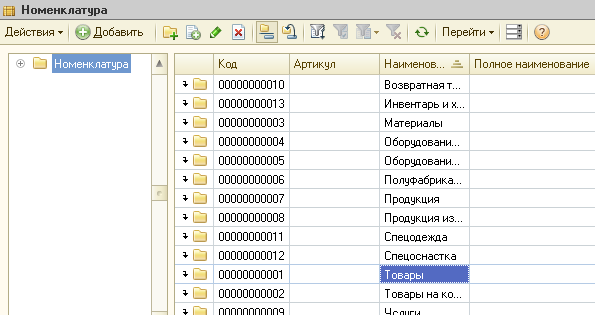 Номенклатура
Действия Добавить Перейти
Номенклатура
Код Артикул Наименов... Полное наименование
00000000010 Возвратная т...
00000000013 Инвентарь и х...
00000000003 Материалы
00000000004 Оборудовани...
00000000005 Оборудовани...
00000000006 Полуфабрика...
00000000007 Продукция
00000000008 Продукция из...
00000000011 Спецодежда
00000000012 Спецоснастка
00000000001 Товары
00000000002 Товары на ко...
00000000009 Услуги